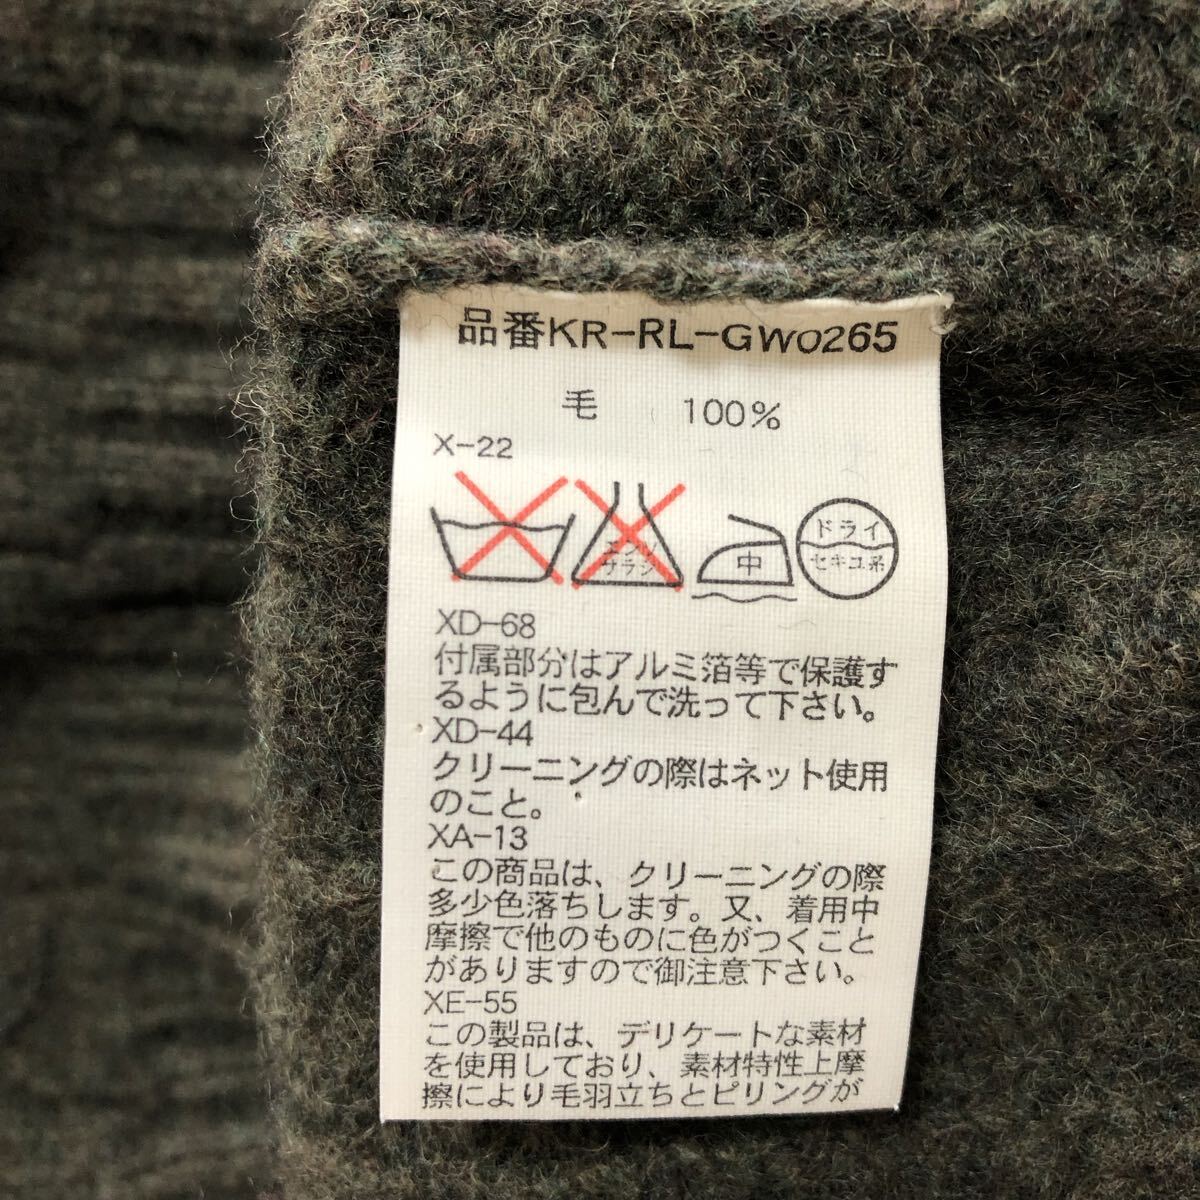 品番KR-RL-GW0265
毛 100%
X-22
エンソ
サラシ
中
ドライ
セキユ系
XD-68
付属部分はアルミ箔等で保護す
るように包んで洗って下さい。
XD-44
クリーニングの際はネット使用
のこと。
XA-13
この商品は、クリーニングの際
多少色落ちします。又、着用中
摩擦で他のものに色がつくこと
がありますので御注意下さい。
XE-55
この製品は、デリケートな素材
を使用しており、素材特性上摩
擦により毛羽立ちとピリングが